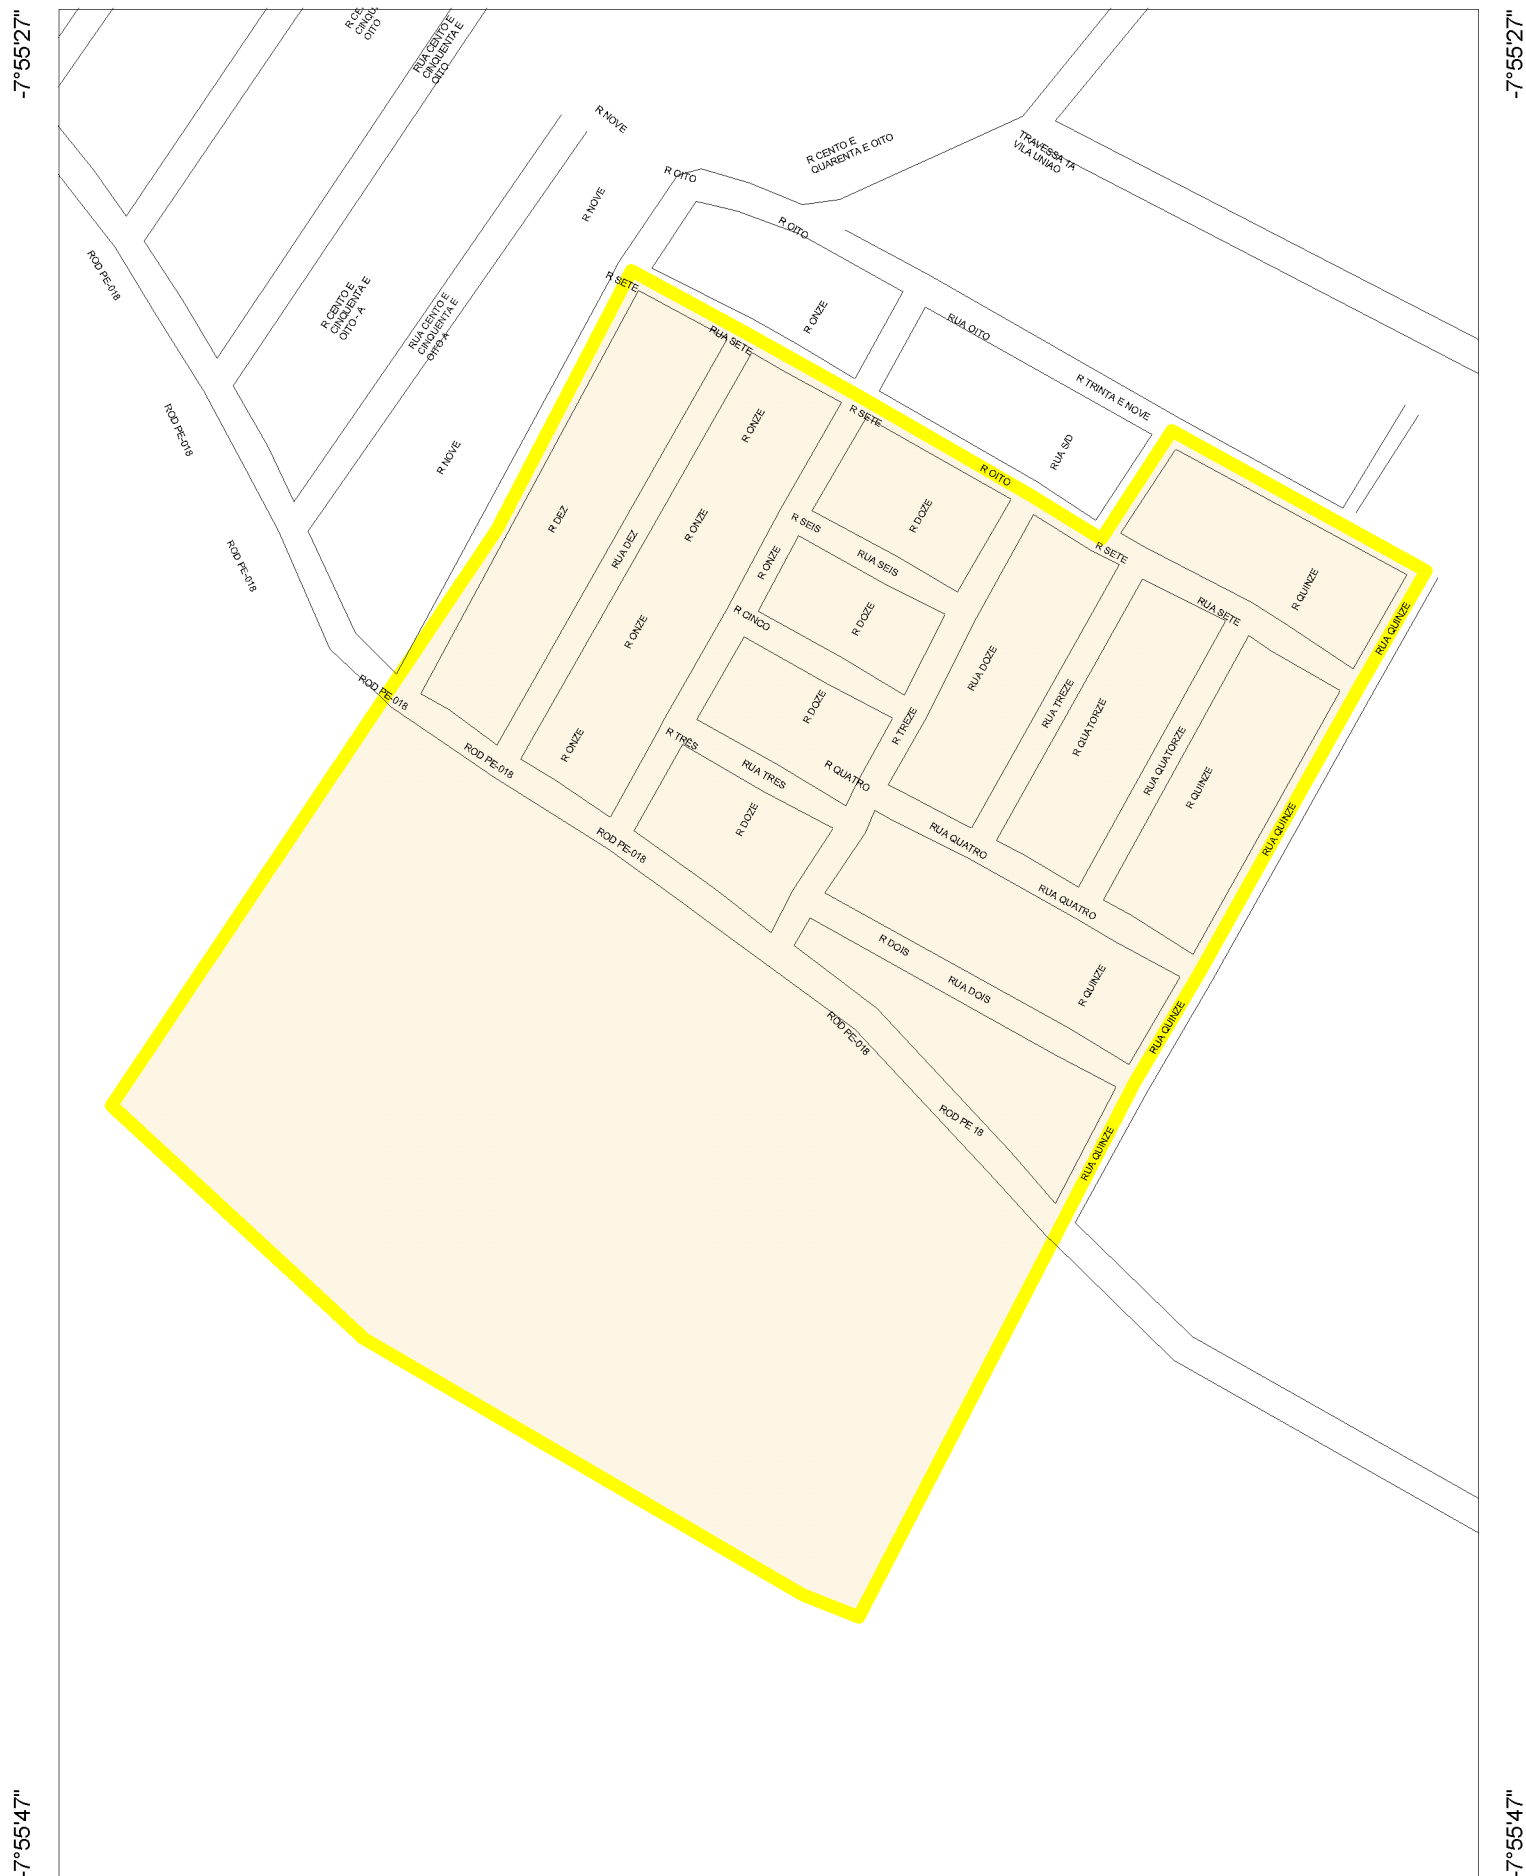 -7°55'27"
-7°55'27"
R CE
CINQU
OITO
RUA CENTO E
CINQUENTA E
OITO
R NOVE
R CENTO E
QUARENTA E OITO
TRAVESSA 1A
VILA UNIAO
R OITO
R NOVE
R OITO
ROD PE-018
R SETE
R CENTO E
CINQUENTA E
OITO - A
RUA CENTO E
CINQUENTA E
OITO A
R ONZE
RUA OITO
RUA SETE
R TRINTA E NOVE
ROD PE-018
R SETE
R ONZE
R NOVE
RUA S/D
R OITO
R DEZ
R ONZE
R DOZE
R SEIS
RUA DEZ
R SETE
ROD PE-018
R ONZE
RUA SEIS
R QUINZE
RUA SETE
R CINCO
R DOZE
R ONZE
RUA QUINZE
RUA DOZE
ROD PE-018
R DOZE
RUA TREZE
R TREZE
R QUATORZE
R TRÊS
R ONZE
ROD PE-018
RUA TRES
R QUATRO
RUA QUATORZE
R QUINZE
R DOZE
RUA QUINZE
ROD PE-018
RUA QUATRO
RUA QUATRO
R DOIS
RUA DOIS
R QUINZE
RUA QUINZE
ROD PE-018
ROD PE 18
RUA QUINZE
-7°55'47"
-7°55'47"